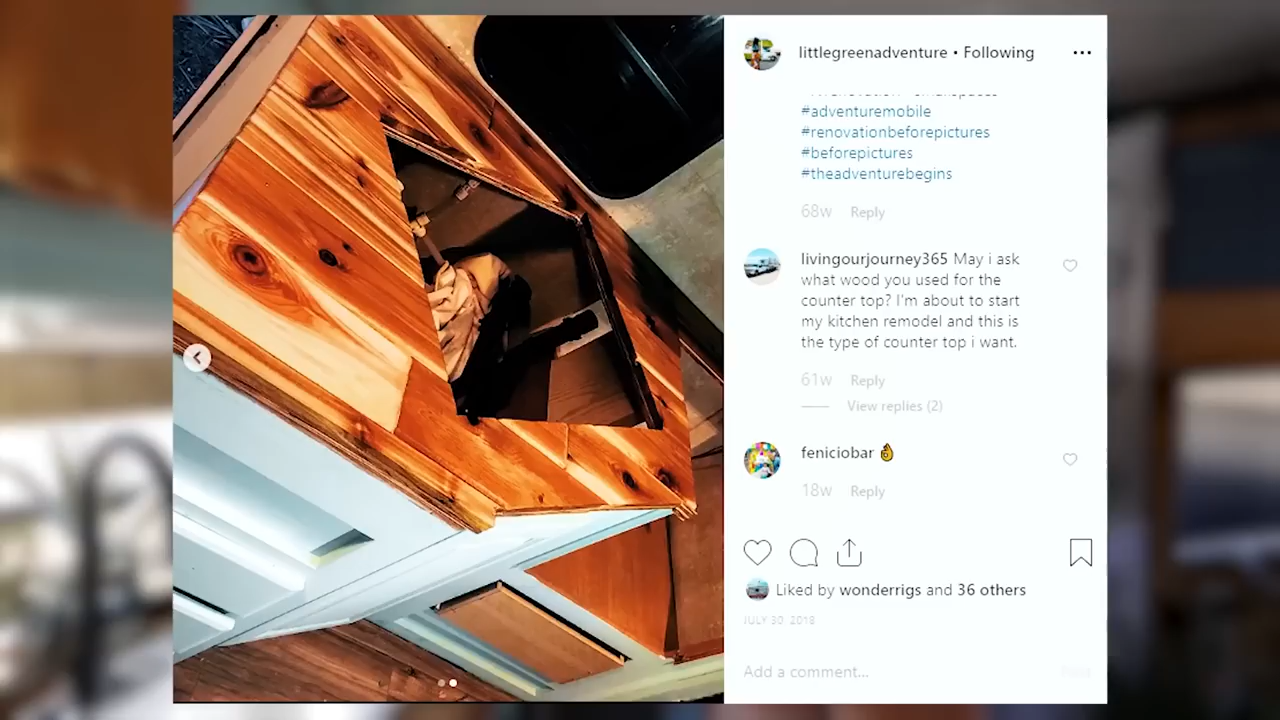 littlegreenadventure • Following
#adventuremobile
#renovationbeforepictures
#beforepictures
#theadventurebegins
68w Reply
livingourjourney365 May i ask
what wood you used for the
counter top? I'm about to start
my kitchen remodel and this is
the type of counter top i want.
61w Reply
View replies (2)
feniciobar 👌
18w Reply
Liked by wonderrigs and 36 others
JULY 30, 2018
Add a comment...